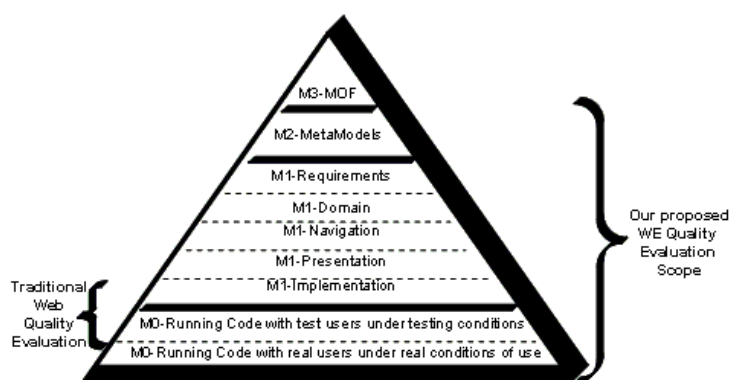 M3-MOF
M2-MetaModels
M1-Requirements
M1-Domain
M1-Navigation
M1-Presentation
M1-Implementation
M0-Running Code with test users under testing conditions
M0-Running Code with real users under real conditions of use
Traditional
Web
Quality
Evaluation
Our proposed
WE Quality
Evaluation
Scope